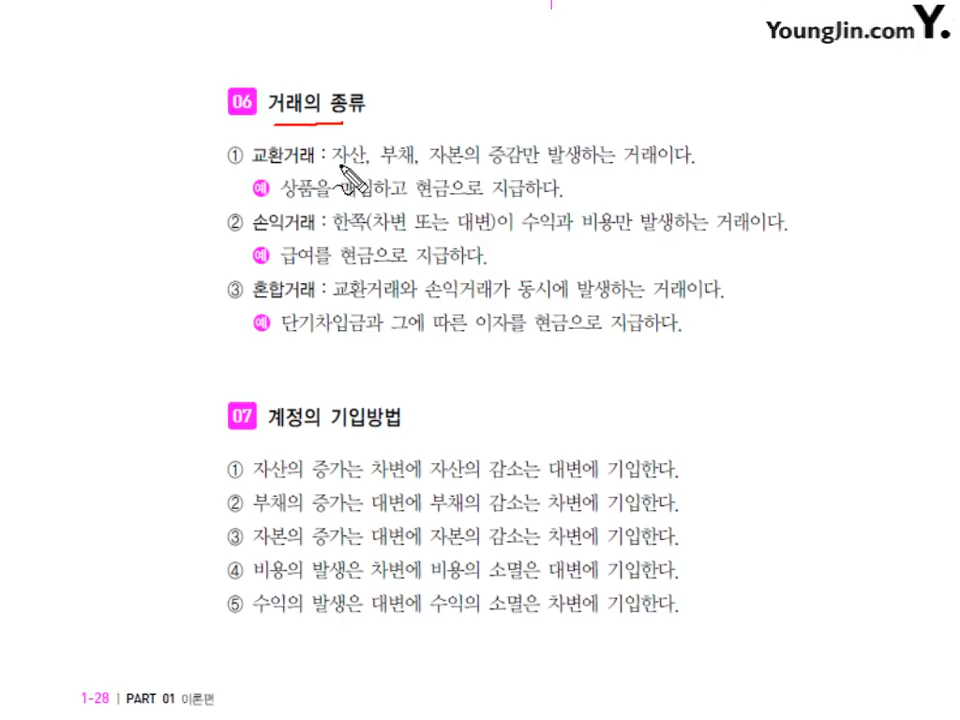 YoungJin.com Y.
06 거래의 종류
① 교환거래 : 자산, 부채, 자본의 증감만 발생하는 거래이다.
예 상품을 하고 현금으로 지급하다.
② 손익거래 : 한쪽(차변 또는 대변)이 수익과 비용만 발생하는 거래이다.
예 급여를 현금으로 지급하다.
③ 혼합거래 : 교환거래와 손익거래가 동시에 발생하는 거래이다.
예 단기차입금과 그에 따른 이자를 현금으로 지급하다.
07 계정의 기입방법
① 자산의 증가는 차변에 자산의 감소는 대변에 기입한다.
② 부채의 증가는 대변에 부채의 감소는 차변에 기입한다.
③ 자본의 증가는 대변에 자본의 감소는 차변에 기입한다.
④ 비용의 발생은 차변에 비용의 소멸은 대변에 기입한다.
⑤ 수익의 발생은 대변에 수익의 소멸은 차변에 기입한다.
1-28 | PART 01 이론편